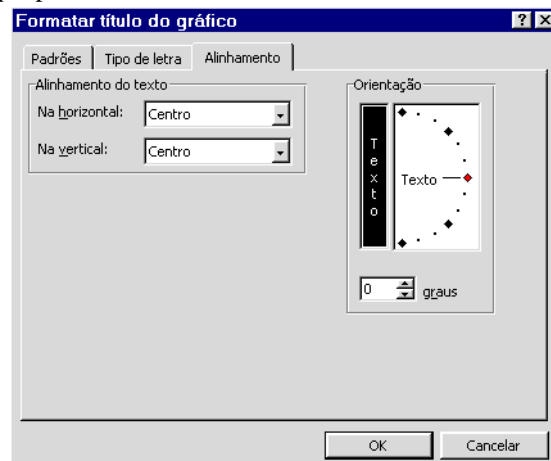 Formatar título do gráfico
Padrões Tipo de letra Alinhamento
Alinhamento do texto
Na horizontal: Centro
Na vertical: Centro
Orientação
Texto
Texto
0 graus
OK Cancelar